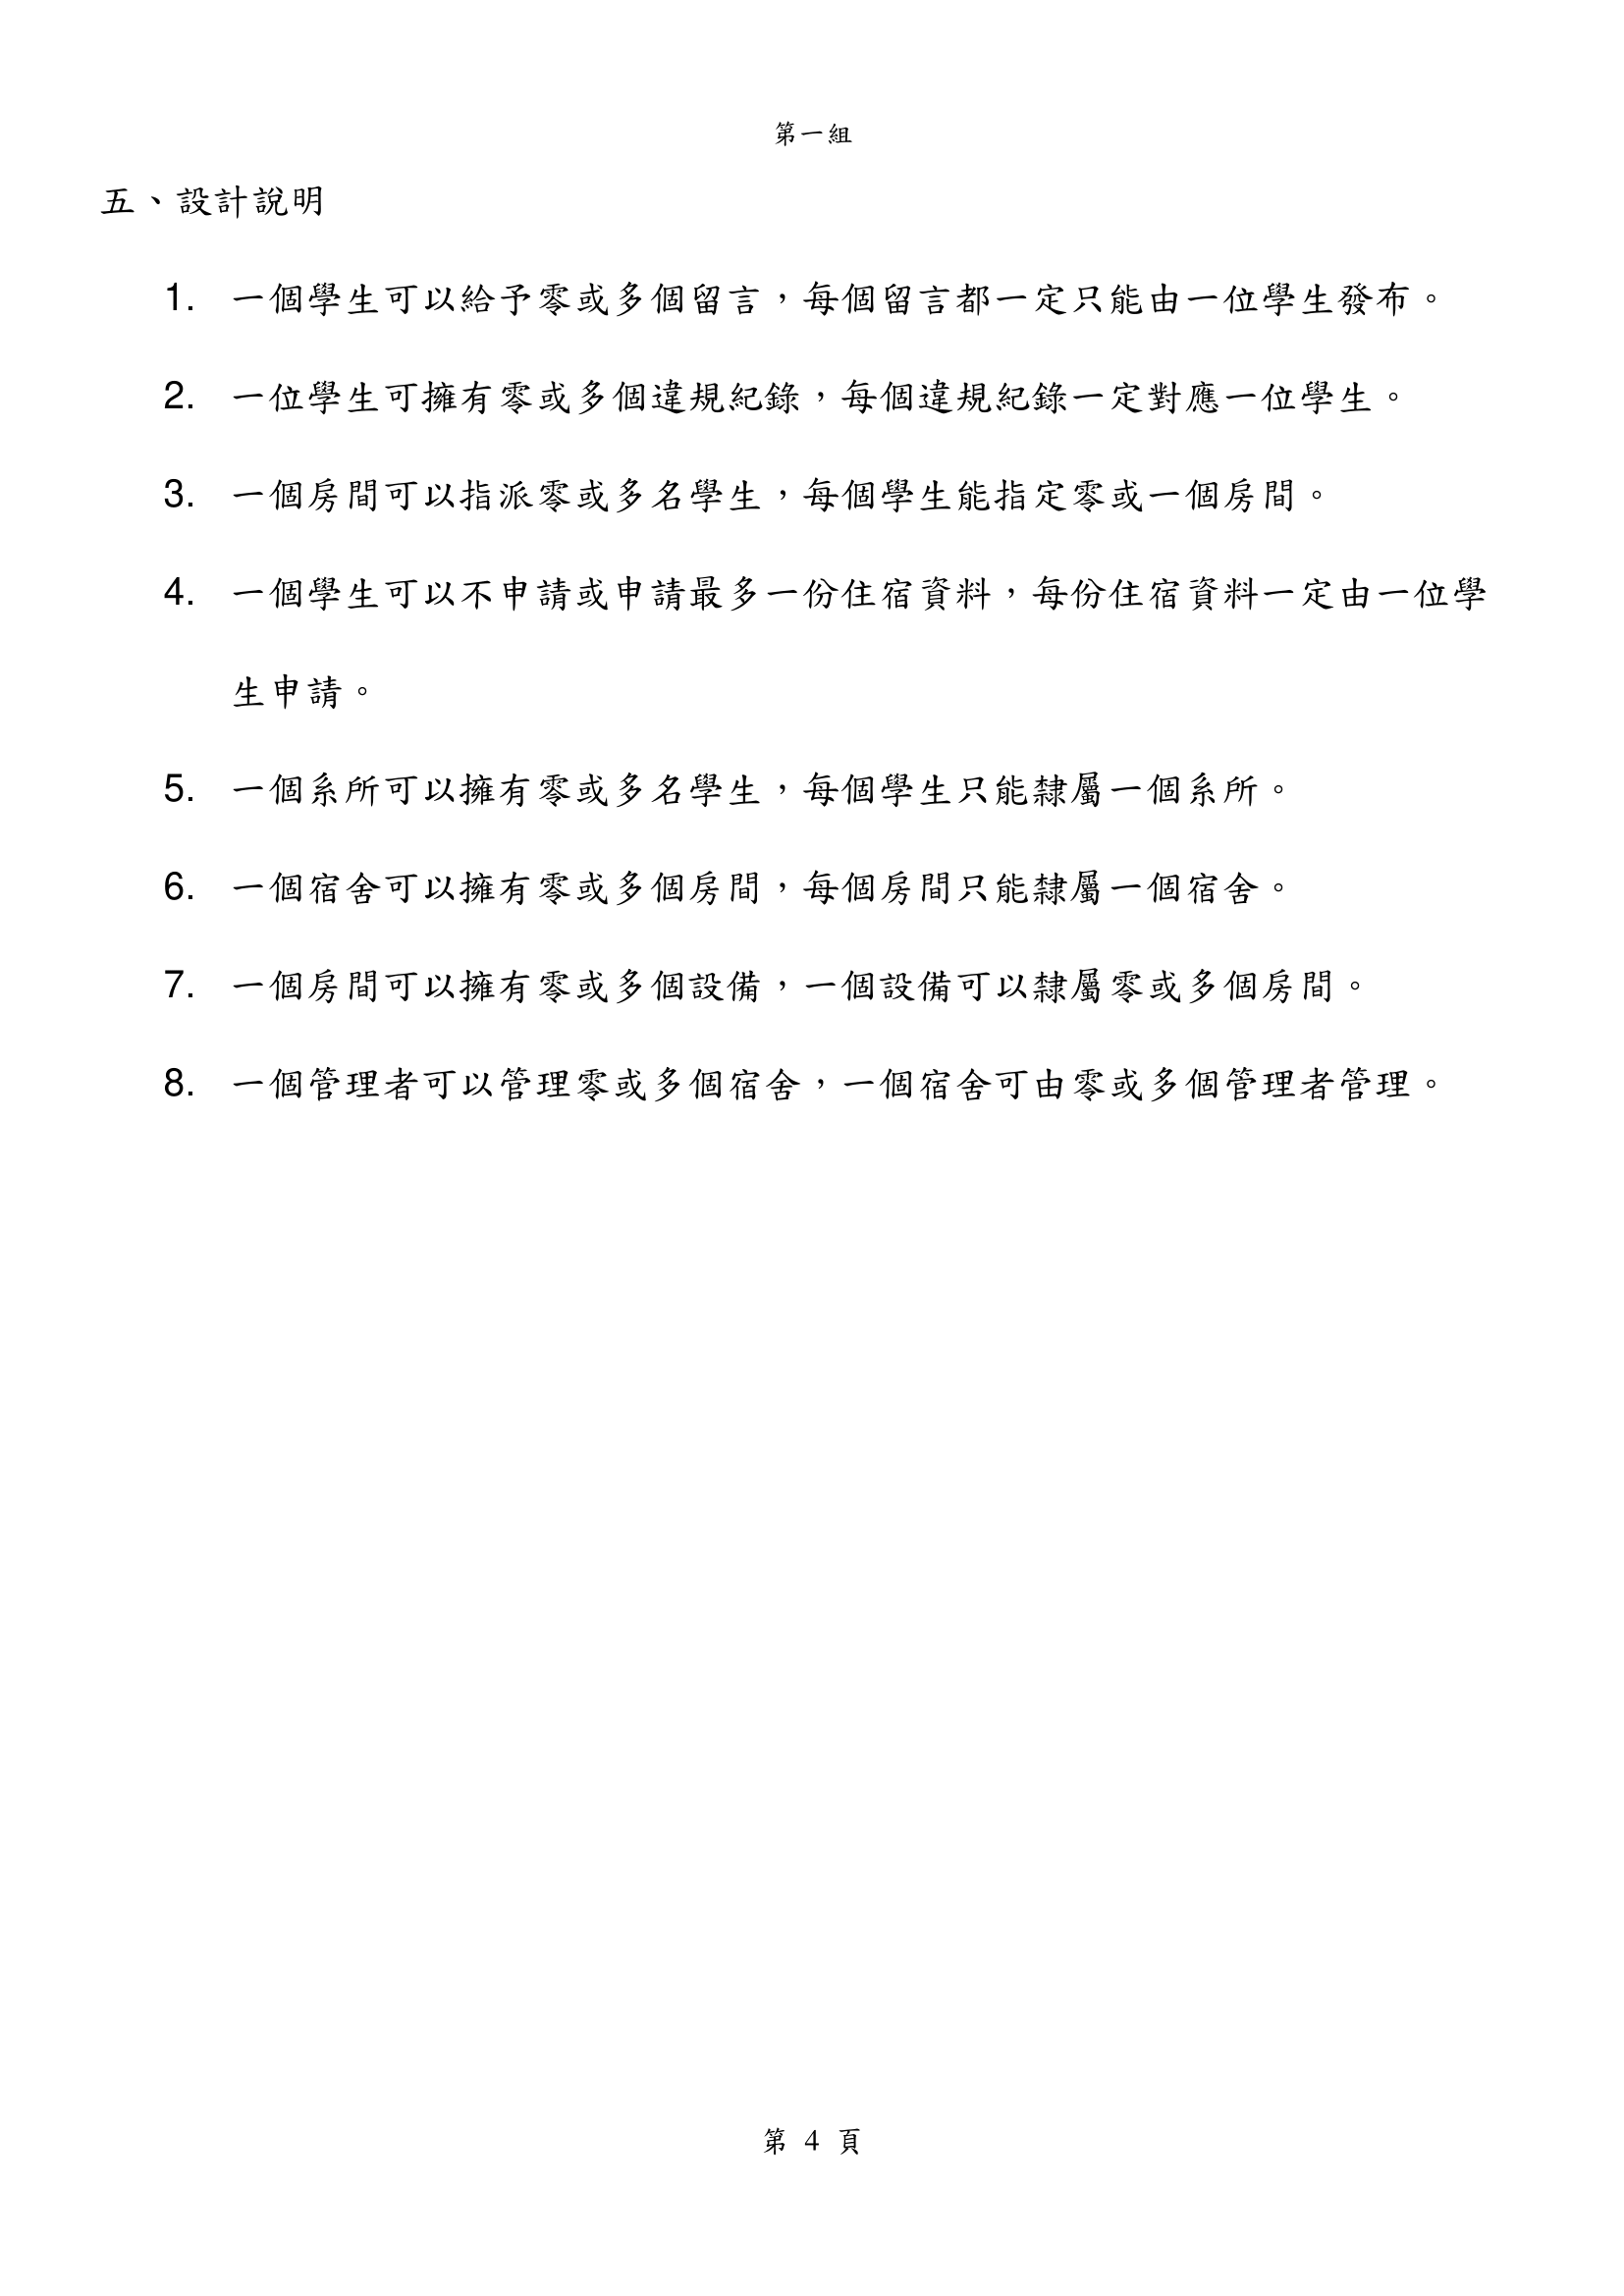 第一組
五、設計說明
1. 一個學生可以給予零或多個留言，每個留言都一定只能由一位學生發布。
2. 一位學生可擁有零或多個違規紀錄，每個違規紀錄一定對應一位學生。
3. 一個房間可以指派零或多名學生，每個學生能指定零或一個房間。
4. 一個學生可以不申請或申請最多一份住宿資料，每份住宿資料一定由一位學
生申請。
5. 一個系所可以擁有零或多名學生，每個學生只能隸屬一個系所。
6. 一個宿舍可以擁有零或多個房間，每個房間只能隸屬一個宿舍。
7. 一個房間可以擁有零或多個設備，一個設備可以隸屬零或多個房間。
8. 一個管理者可以管理零或多個宿舍，一個宿舍可由零或多個管理者管理。
第 4 頁